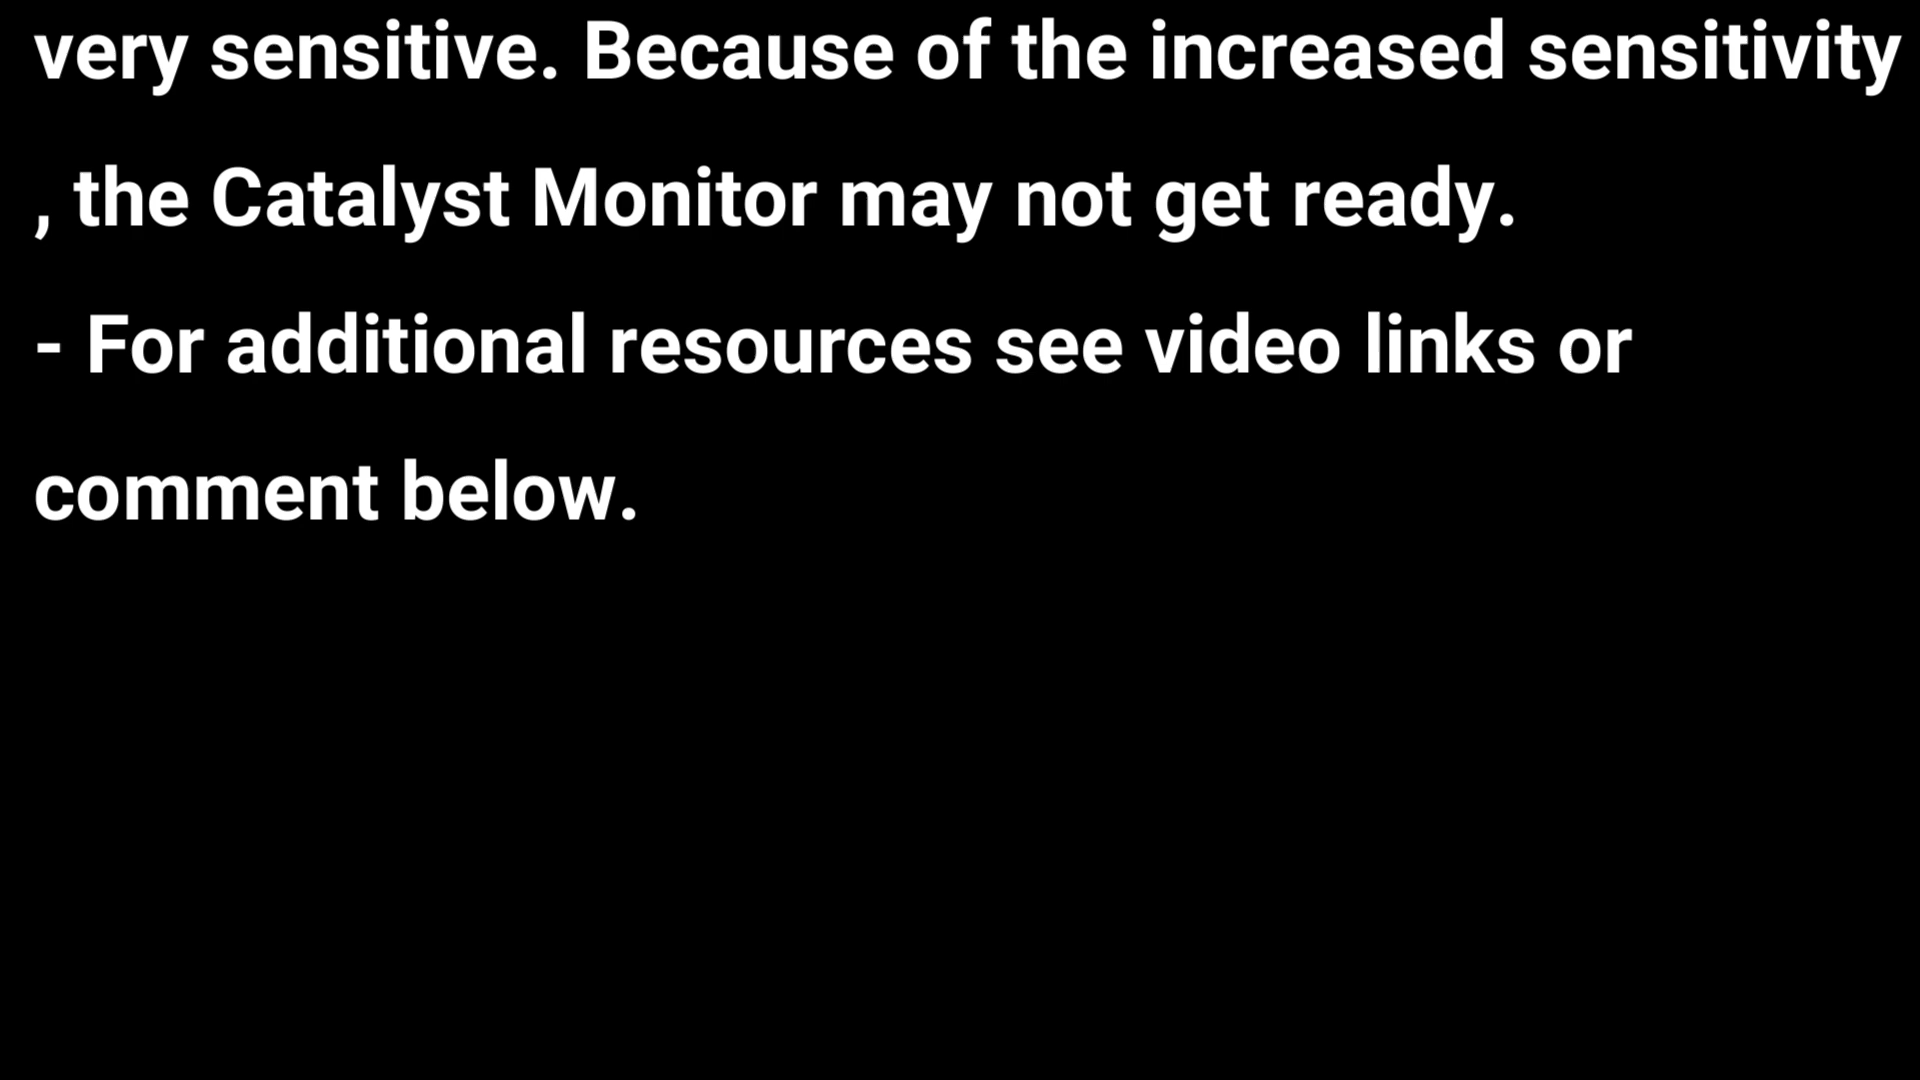 very sensitive. Because of the increased sensitivity
, the Catalyst Monitor may not get ready.
- For additional resources see video links or
comment below.